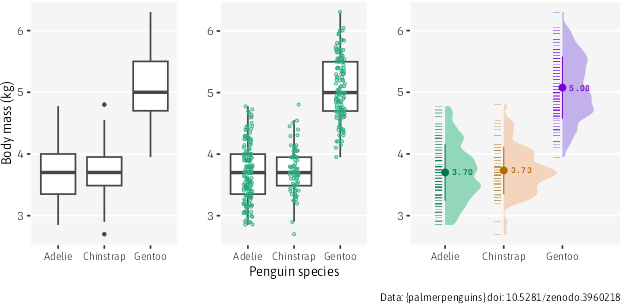 Body mass (kg)
6
5
4
3
6
5
4
3
6
5
4
3
5.08
3.70
3.73
Adelie Chinstrap Gentoo
Adelie Chinstrap Gentoo
Adelie Chinstrap Gentoo
Penguin species
Data: {palmerpenguins} doi: 10.5281/zenodo.3960218